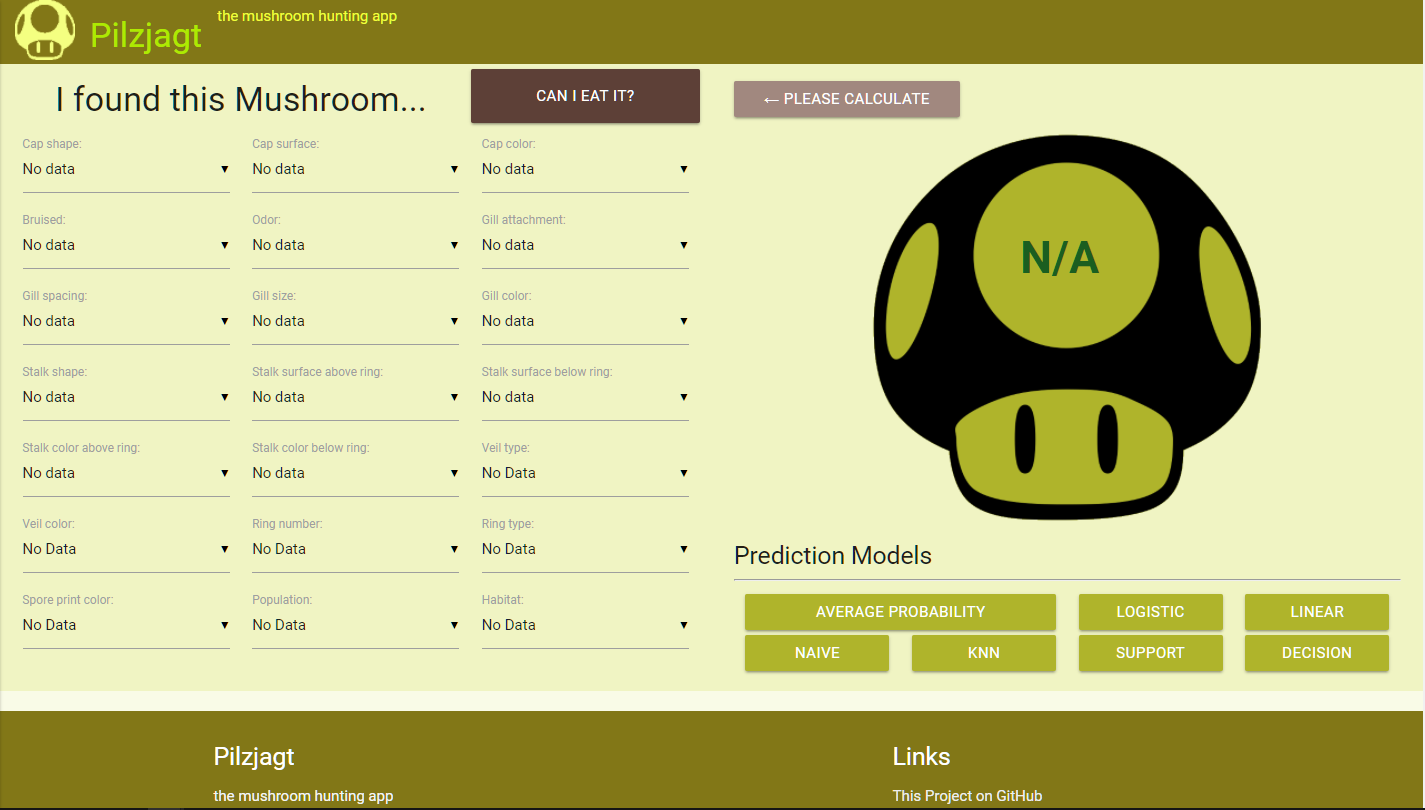 Pilzjagt
the mushroom hunting app
I found this Mushroom...
CAN I EAT IT?
Cap shape:
No data
Cap surface:
No data
Cap color:
No data
Bruised:
No data
Odor:
No data
Gill attachment:
No data
Gill spacing:
No data
Gill size:
No data
Gill color:
No data
Stalk shape:
No data
Stalk surface above ring:
No data
Stalk surface below ring:
No data
Stalk color above ring:
No data
Stalk color below ring:
No data
Veil type:
No Data
Veil color:
No Data
Ring number:
No Data
Ring type:
No Data
Spore print color:
No Data
Population:
No Data
Habitat:
No Data
← PLEASE CALCULATE
N/A
Prediction Models
AVERAGE PROBABILITY
LOGISTIC
LINEAR
NAIVE
KNN
SUPPORT
DECISION
Pilzjagt
the mushroom hunting app
Links
This Project on GitHub